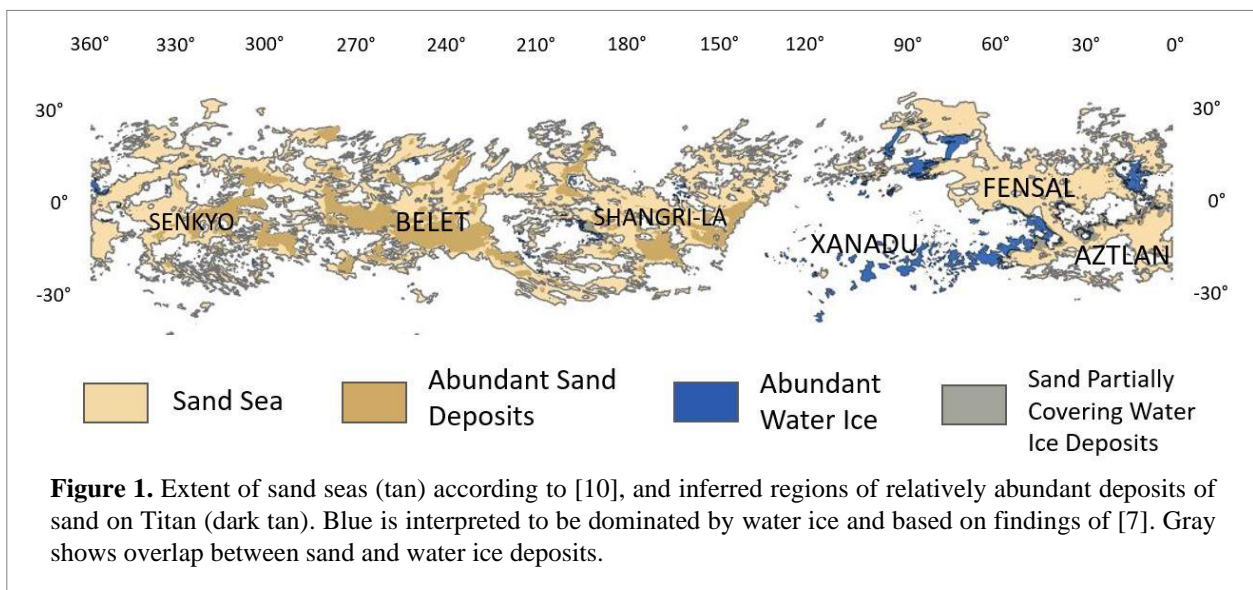 360° 330° 300° 270° 240° 210° 180° 150° 120° 90° 60° 30° 0°
30° 30°
0° 0°
FENSAL
SENKYO BELET SHANGRI-LA
XANADU AZTLAN
-30° -30°
Sand Sea
Abundant Sand
Deposits
Abundant
Water Ice
Sand Partially
Covering Water
Ice Deposits
Figure 1. Extent of sand seas (tan) according to [10], and inferred regions of relatively abundant deposits of
sand on Titan (dark tan). Blue is interpreted to be dominated by water ice and based on findings of [7]. Gray
shows overlap between sand and water ice deposits.